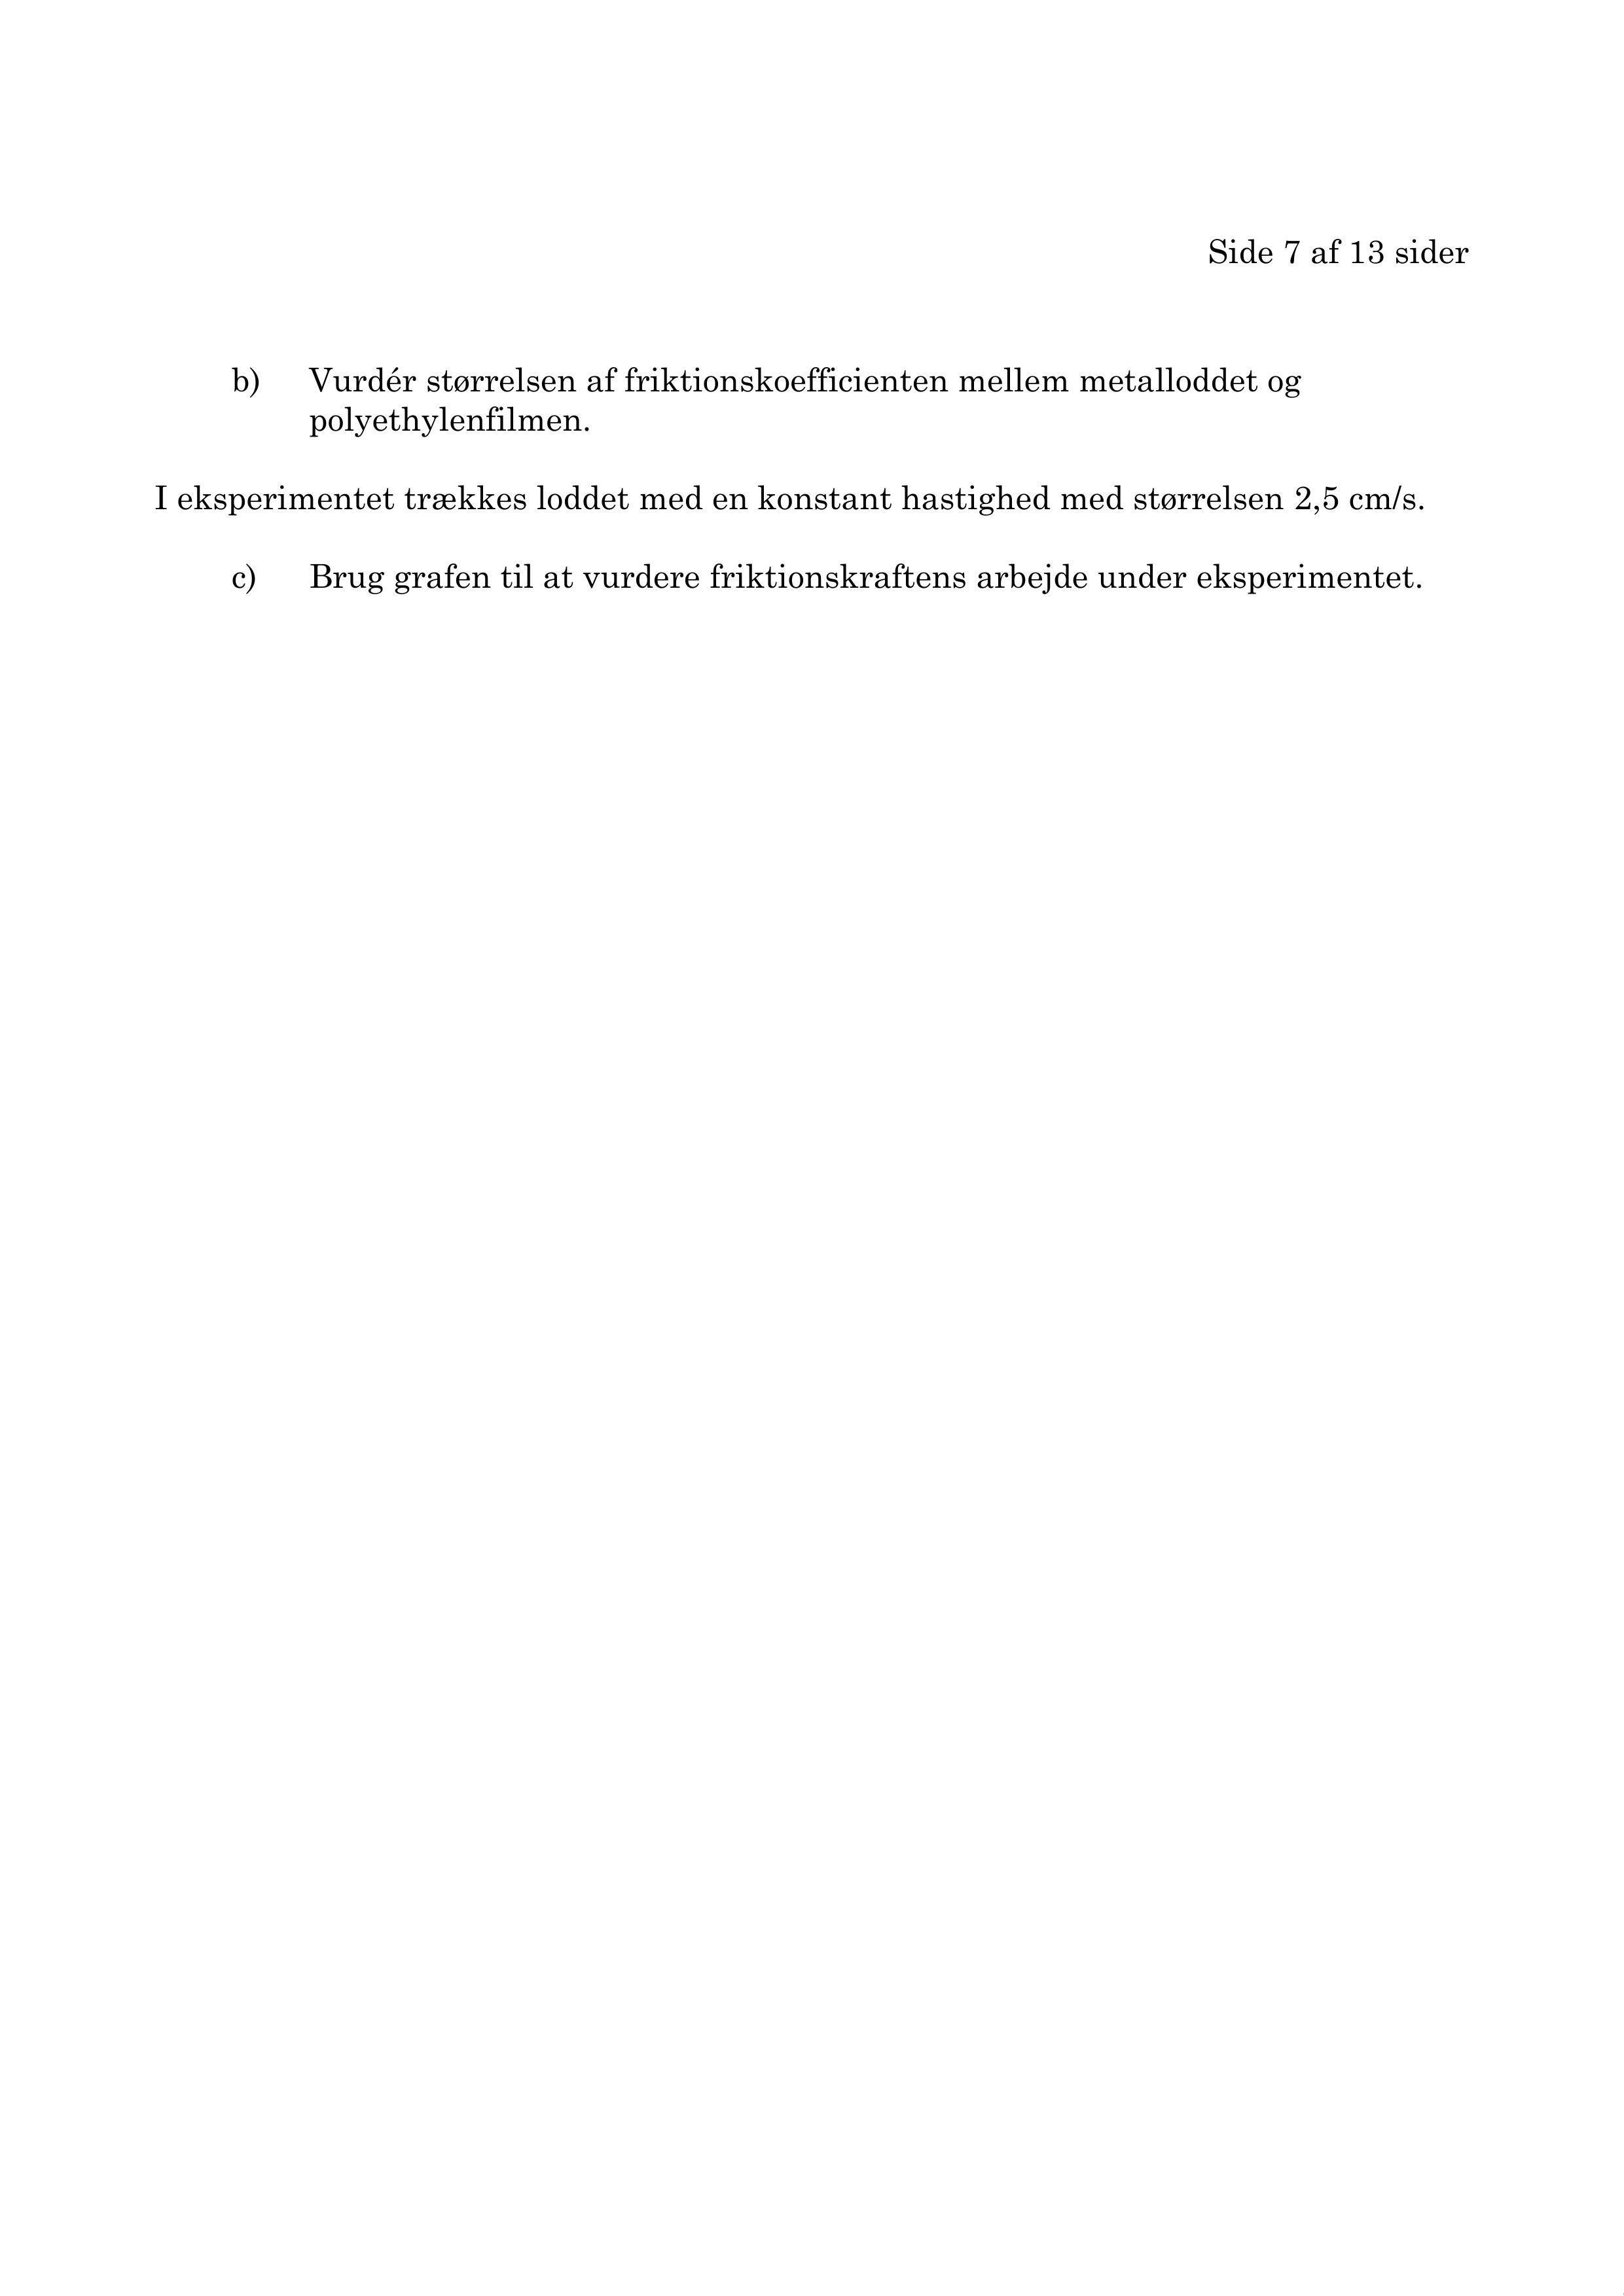 Side 7 af 13 sider
b) Vurdér størrelsen af friktionskoefficienten mellem metalloddet og
polyethylenfilmen.
I eksperimentet trækkes loddet med en konstant hastighed med størrelsen 2,5 cm/s.
c) Brug grafen til at vurdere friktionskraftens arbejde under eksperimentet.